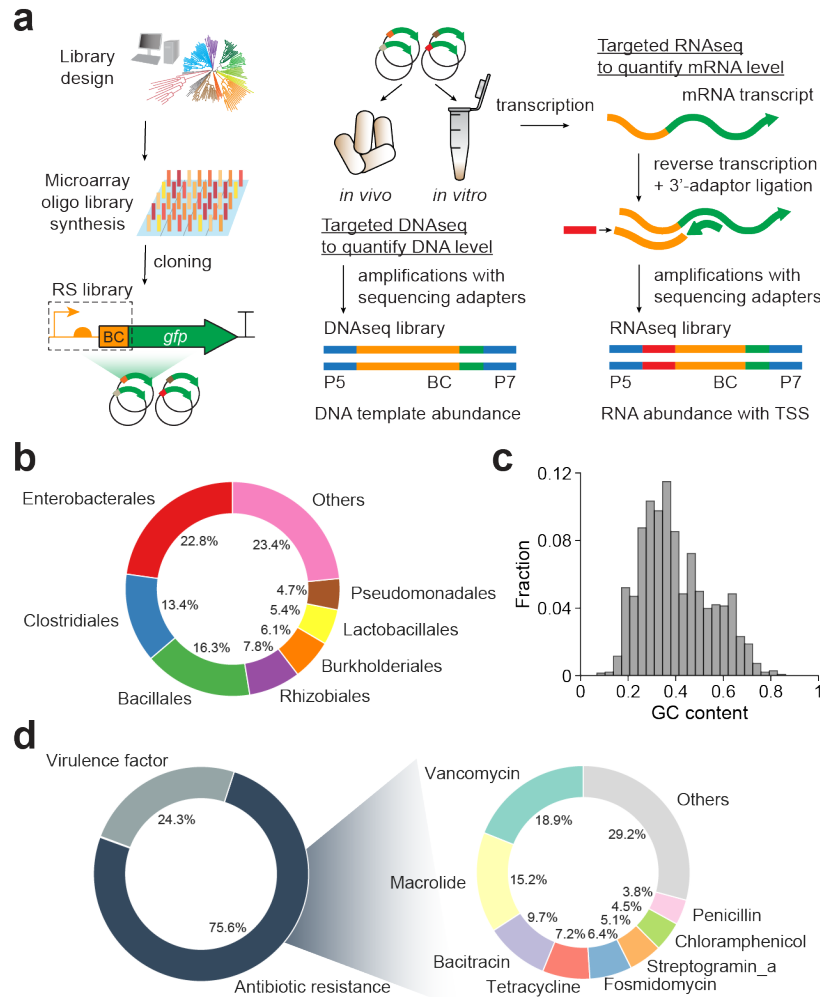 a
Library
design
Microarray
oligo library
synthesis
cloning
RS library
BC
gfp
in vivo
in vitro
Targeted DNAseq
to quantify DNA level
amplifications with
sequencing adapters
DNAseq library
P5
BC
P7
DNA template abundance
transcription
Targeted RNAseq
to quantify mRNA level
mRNA transcript
reverse transcription
+ 3'-adaptor ligation
amplifications with
sequencing adapters
RNAseq library
P5
BC
P7
RNA abundance with TSS
b
Enterobacterales
Others
22.8%
23.4%
4.7%
Pseudomonadales
13.4%
5.4%
Clostridiales
Lactobacillales
6.1%
16.3%
7.8%
Burkholderiales
Bacillales
Rhizobiales
c
0.12
0.08
0.04
0
Fraction
0
0.2
0.4
0.6
0.8
1
GC content
d
Virulence factor
24.3%
75.6%
Antibiotic resistance
Vancomycin
Others
18.9%
29.2%
Macrolide
15.2%
3.8%
4.5%
Penicillin
9.7%
5.1%
7.2%
6.4%
Chloramphenicol
Bacitracin
Streptogramin_a
Tetracycline
Fosmidomycin